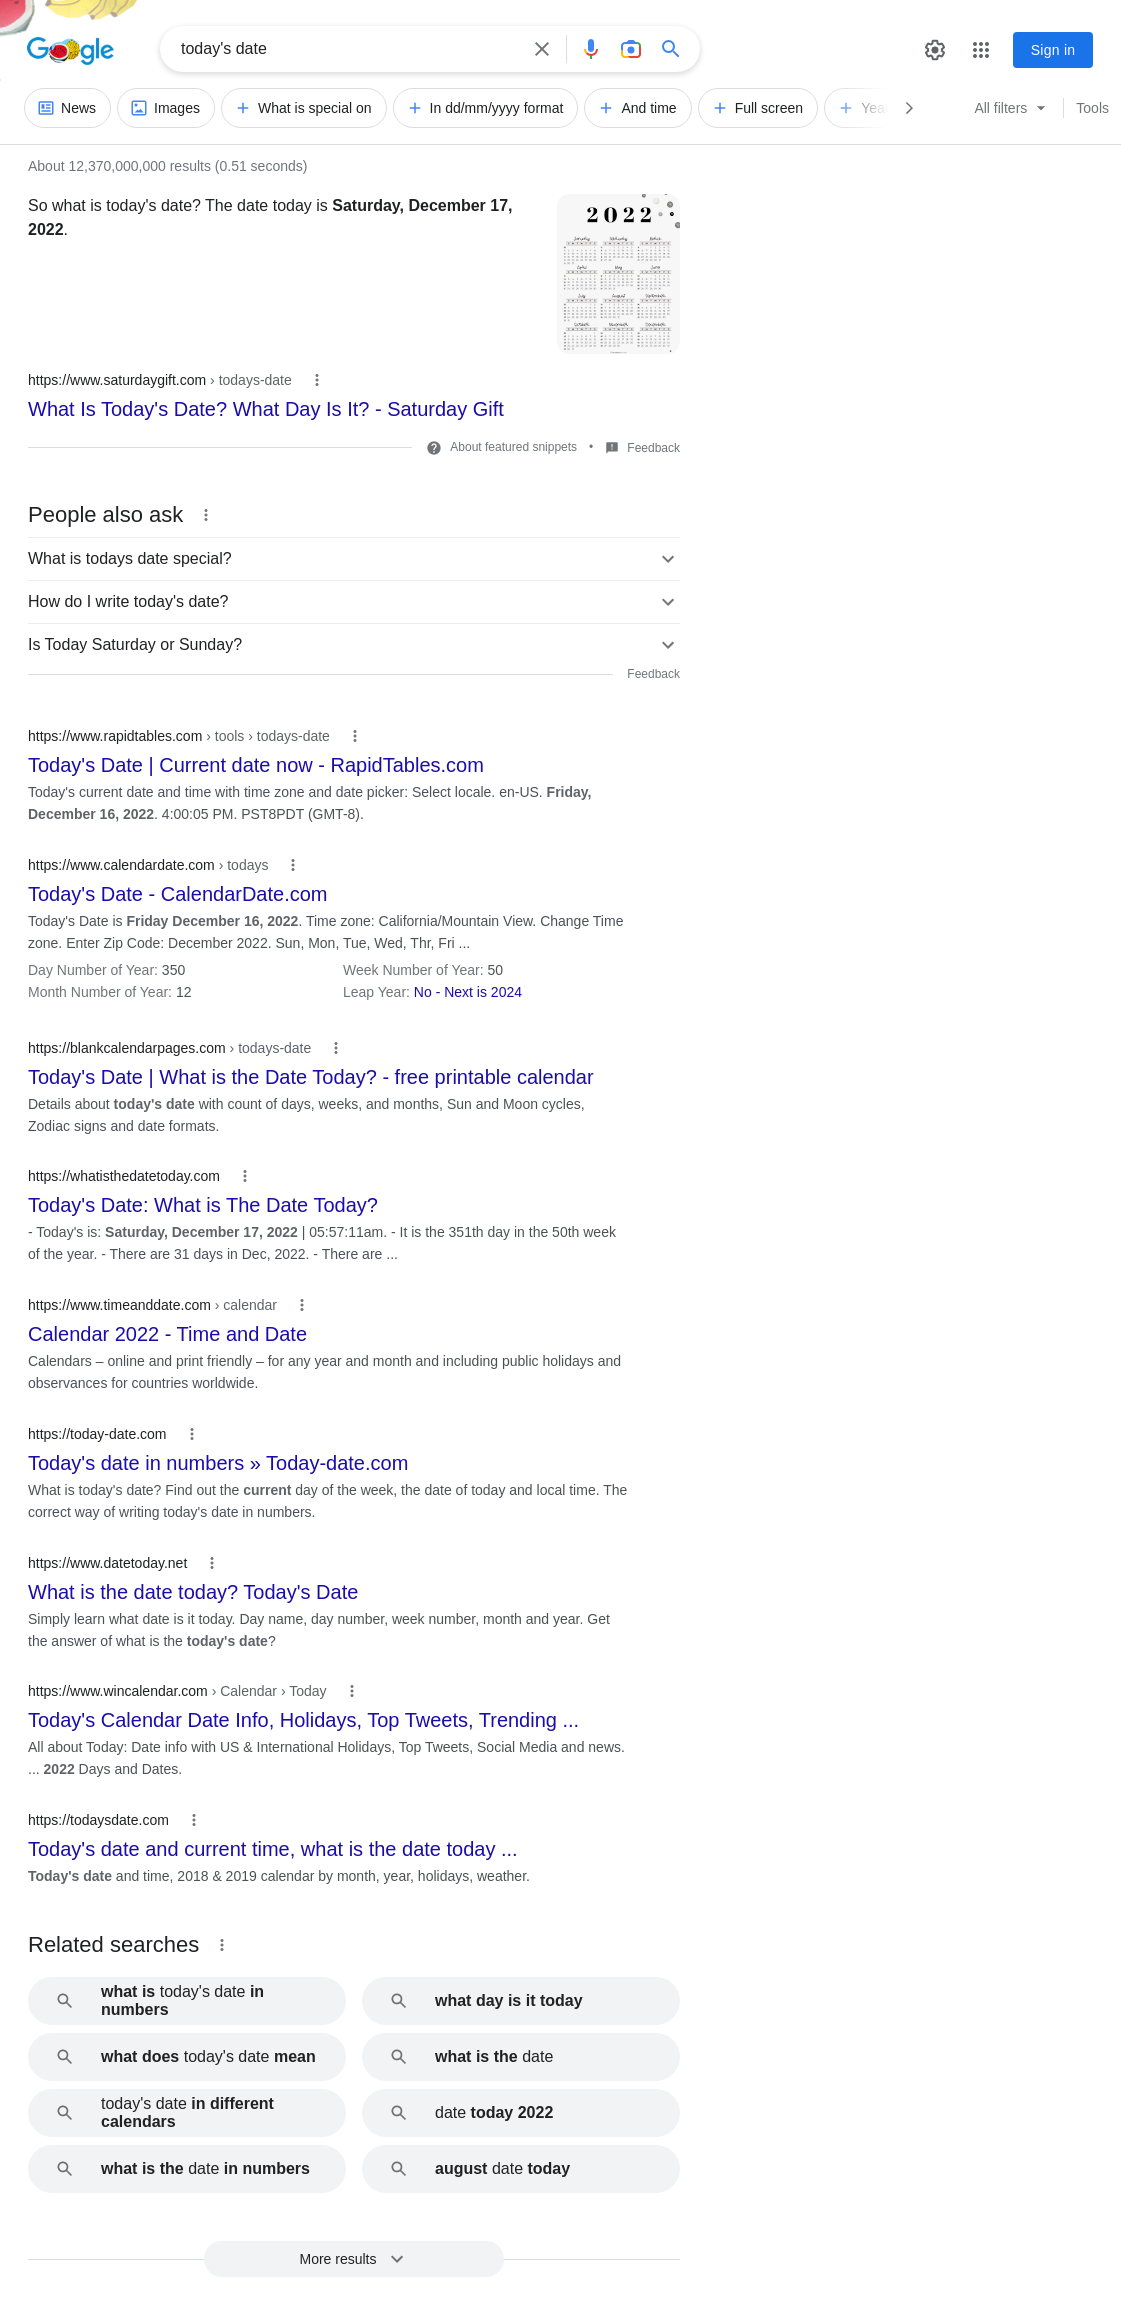 Google
today's date
Sign in
News
Images
What is special on
In dd/mm/yyyy format
And time
Full screen
Year
All filters
Tools
About 12,370,000,000 results (0.51 seconds)
So what is today's date? The date today is Saturday, December 17,
2022.
2022
https://www.saturdaygift.com › todays-date
What Is Today's Date? What Day Is It? - Saturday Gift
About featured snippets • Feedback
People also ask
What is todays date special?
How do I write today's date?
Is Today Saturday or Sunday?
Feedback
https://www.rapidtables.com › tools › todays-date
Today's Date | Current date now - RapidTables.com
Today's current date and time with time zone and date picker: Select locale. en-US. Friday,
December 16, 2022. 4:00:05 PM. PST8PDT (GMT-8).
https://www.calendardate.com › todays
Today's Date - CalendarDate.com
Today's Date is Friday December 16, 2022. Time zone: California/Mountain View. Change Time
zone. Enter Zip Code: December 2022. Sun, Mon, Tue, Wed, Thr, Fri ...
Day Number of Year: 350 Week Number of Year: 50
Month Number of Year: 12 Leap Year: No - Next is 2024
https://blankcalendarpages.com › todays-date
Today's Date | What is the Date Today? - free printable calendar
Details about today's date with count of days, weeks, and months, Sun and Moon cycles,
Zodiac signs and date formats.
https://whatisthedatetoday.com
Today's Date: What is The Date Today?
- Today's is: Saturday, December 17, 2022 | 05:57:11am. - It is the 351th day in the 50th week
of the year. - There are 31 days in Dec, 2022. - There are ...
https://www.timeanddate.com › calendar
Calendar 2022 - Time and Date
Calendars – online and print friendly – for any year and month and including public holidays and
observances for countries worldwide.
https://today-date.com
Today's date in numbers » Today-date.com
What is today's date? Find out the current day of the week, the date of today and local time. The
correct way of writing today's date in numbers.
https://www.datetoday.net
What is the date today? Today's Date
Simply learn what date is it today. Day name, day number, week number, month and year. Get
the answer of what is the today's date?
https://www.wincalendar.com › Calendar › Today
Today's Calendar Date Info, Holidays, Top Tweets, Trending ...
All about Today: Date info with US & International Holidays, Top Tweets, Social Media and news.
... 2022 Days and Dates.
https://todaysdate.com
Today's date and current time, what is the date today ...
Today's date and time, 2018 & 2019 calendar by month, year, holidays, weather.
Related searches
what is today's date in
numbers
what day is it today
what does today's date mean
what is the date
today's date in different
calendars
date today 2022
what is the date in numbers
august date today
More results